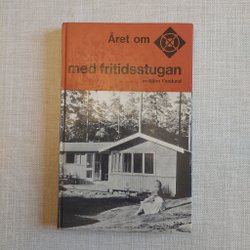 Året om
med fritidsstugan